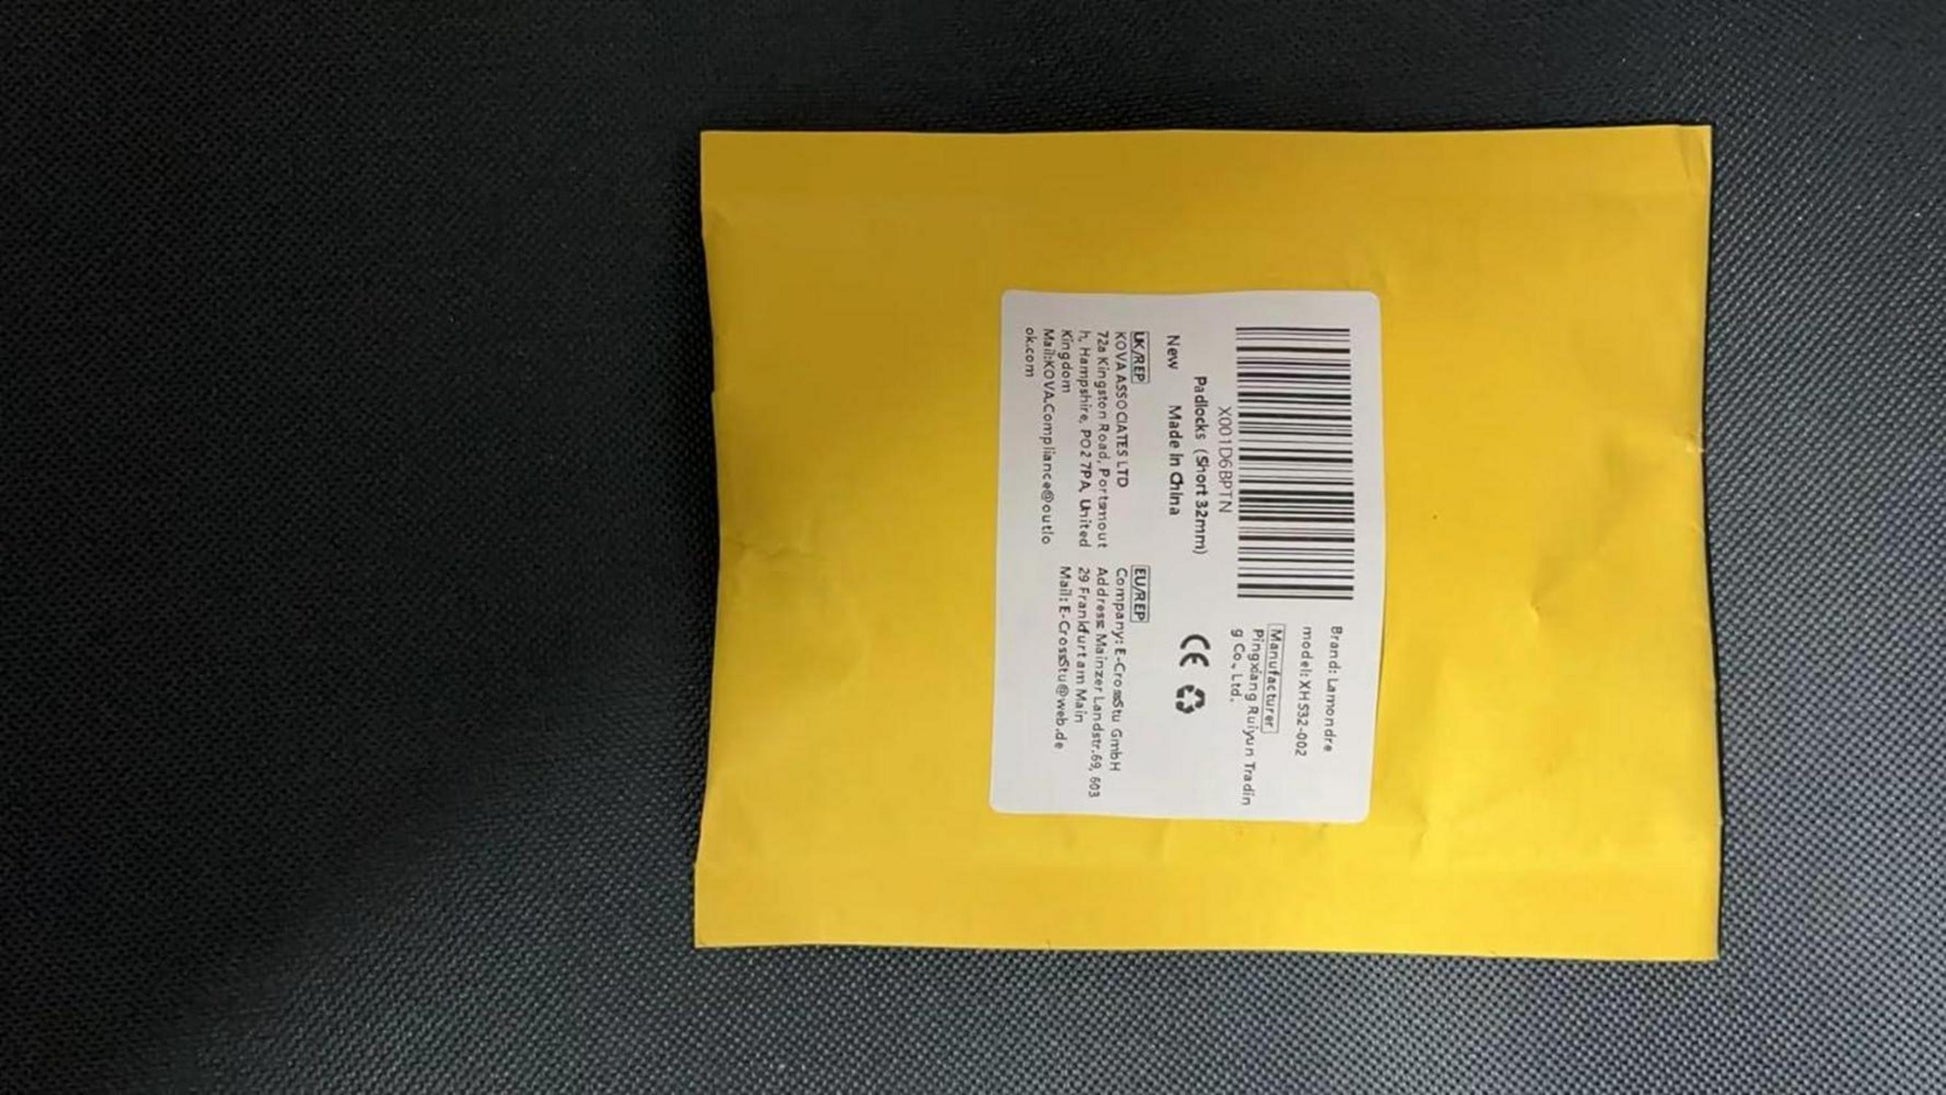 X001D6BPTN
Padlocks (Short 32mm)
New Made In China
Brand: Lamondre
model: XHS32-002
Manufacturer
Pingxiang Ruiyun Tradin
g Co., Ltd.
CE
UK/REP
KOVA ASSOCIATES LTD
72a Kingston Road, Portsmout
h, Hampshire, PO2 7PA, United
Kingdom
Mail:KOVA.Compliance@outlo
ok.com
EU/REP
Company: E-CrossStu GmbH
Address: Mainzer Landstr.69, 603
29 Frankfurt am Main
Mail: E-CrossStu@web.de